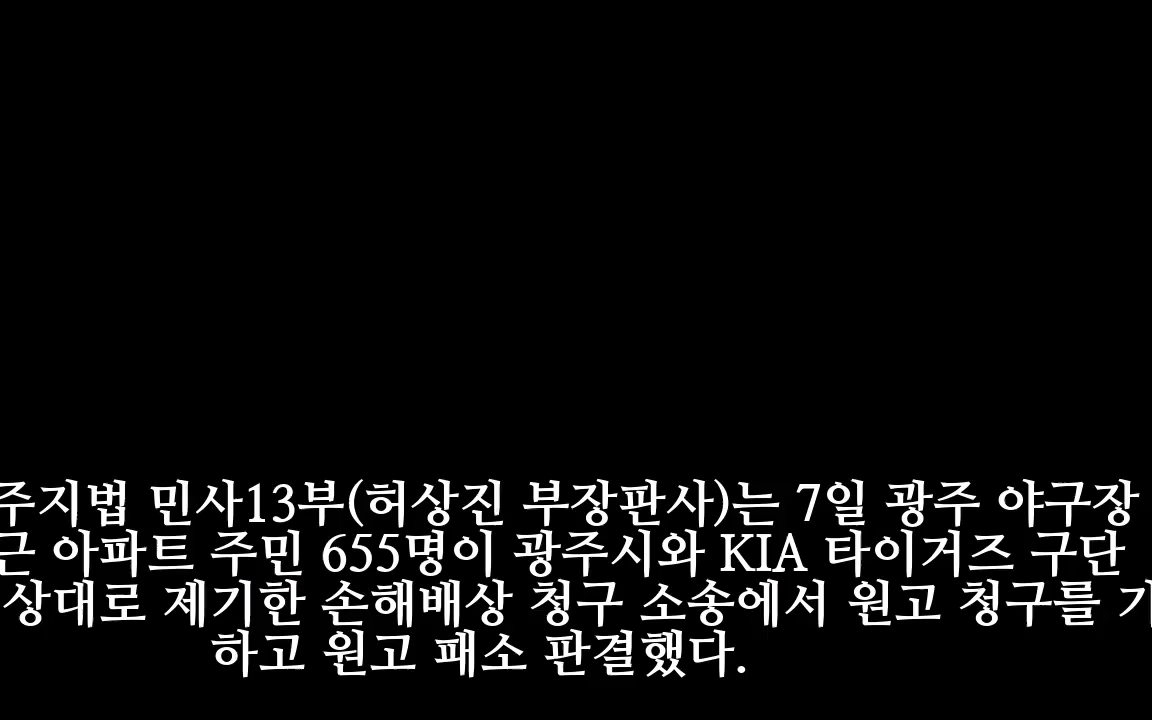 주지법 민사13부(허상진 부장판사)는 7일 광주 야구장
근 아파트 주민 655명이 광주시와 KIA 타이거즈 구단
상대로 제기한 손해배상 청구 소송에서 원고 청구를 기
하고 원고 패소 판결했다.